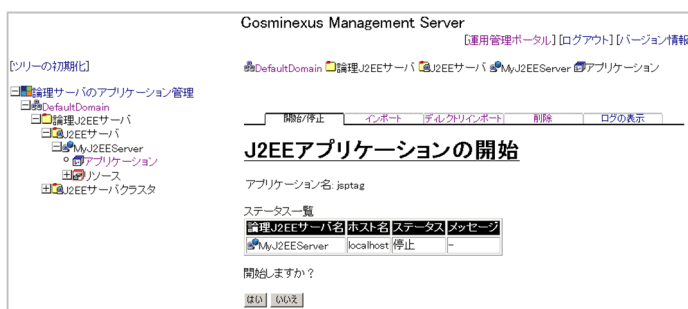 Cosminexus Management Server
[運用管理ポータル] [ログアウト] [バージョン情報
[ツリーの初期化]
DefaultDomain 論理J2EEサーバ J2EEサーバ MyJ2EEServer アプリケーション
論理サーバのアプリケーション管理
DefaultDomain
論理J2EEサーバ
J2EEサーバ
MyJ2EEServer
アプリケーション
リソース
J2EEサーバクラスタ
開始/停止 インポート ディレクトリインポート 削除 ログの表示
J2EEアプリケーションの開始
アプリケーション名: jsptag
ステータス一覧
論理J2EEサーバ名 ホスト名 ステータス メッセージ
MyJ2EEServer localhost 停止 -
開始しますか？
はい いいえ